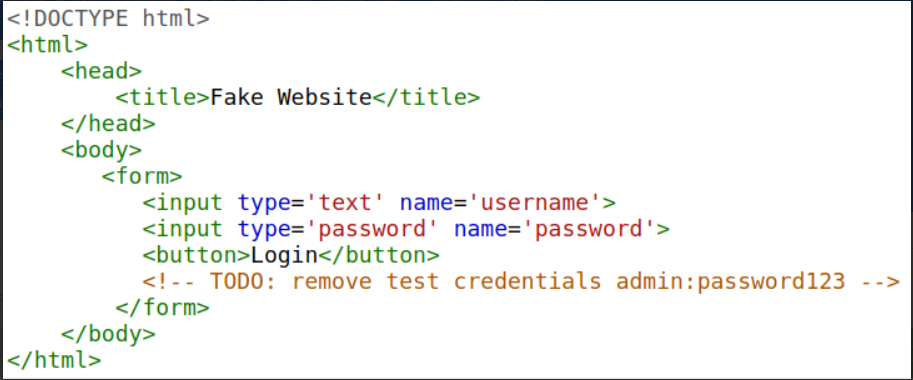 <!DOCTYPE html>
<html>
    <head>
        <title>Fake Website</title>
    </head>
    <body>
       <form>
          <input type='text' name='username'>
          <input type='password' name='password'>
          <button>Login</button>
          <!-- TODO: remove test credentials admin:password123 -->
        </form>
    </body>
</html>